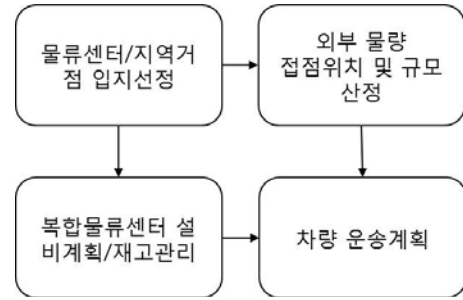 물류센터/지역거
점 입지선정
외부 물량
접점위치 및 규모
산정
복합물류센터 설
비계획/재고관리
차량 운송계획